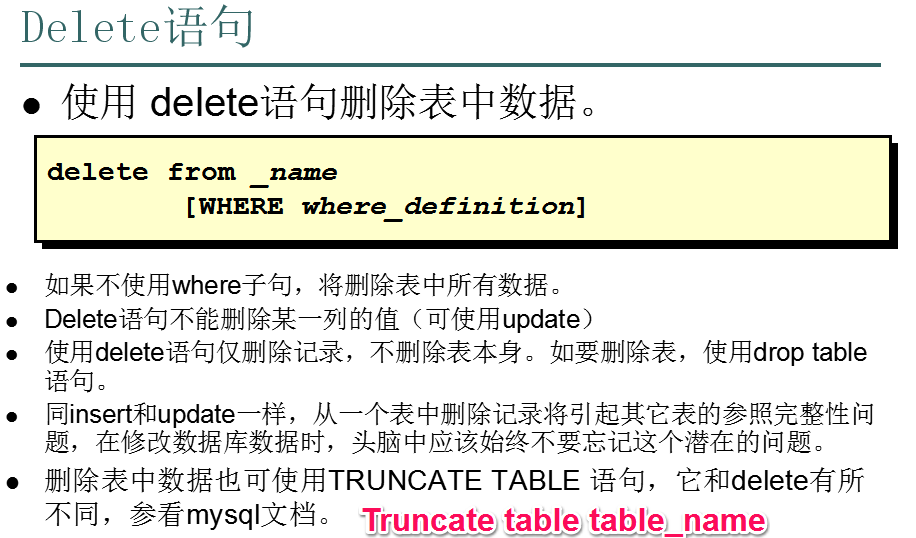 Delete语句
● 使用 delete语句删除表中数据。
delete from _name
[WHERE where_definition]
● 如果不使用where子句，将删除表中所有数据。
● Delete语句不能删除某一列的值（可使用update）
● 使用delete语句仅删除记录，不删除表本身。如要删除表，使用drop table
语句。
● 同insert和update一样，从一个表中删除记录将引起其它表的参照完整性问
题，在修改数据库数据时，头脑中应该始终不要忘记这个潜在的问题。
● 删除表中数据也可使用TRUNCATE TABLE 语句，它和delete有所
不同，参看mysql文档。 Truncate table table_name